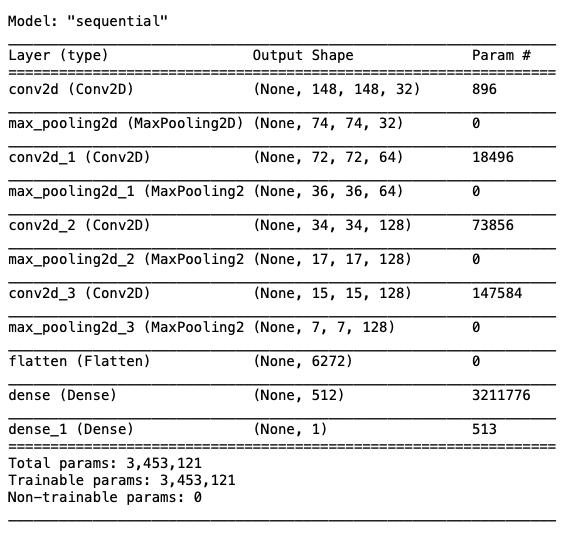 Model: "sequential"
Layer (type) Output Shape Param #
conv2d (Conv2D) (None, 148, 148, 32) 896
max_pooling2d (MaxPooling2D) (None, 74, 74, 32) 0
conv2d_1 (Conv2D) (None, 72, 72, 64) 18496
max_pooling2d_1 (MaxPooling2 (None, 36, 36, 64) 0
conv2d_2 (Conv2D) (None, 34, 34, 128) 73856
max_pooling2d_2 (MaxPooling2 (None, 17, 17, 128) 0
conv2d_3 (Conv2D) (None, 15, 15, 128) 147584
max_pooling2d_3 (MaxPooling2 (None, 7, 7, 128) 0
flatten (Flatten) (None, 6272) 0
dense (Dense) (None, 512) 3211776
dense_1 (Dense) (None, 1) 513
Total params: 3,453,121
Trainable params: 3,453,121
Non-trainable params: 0